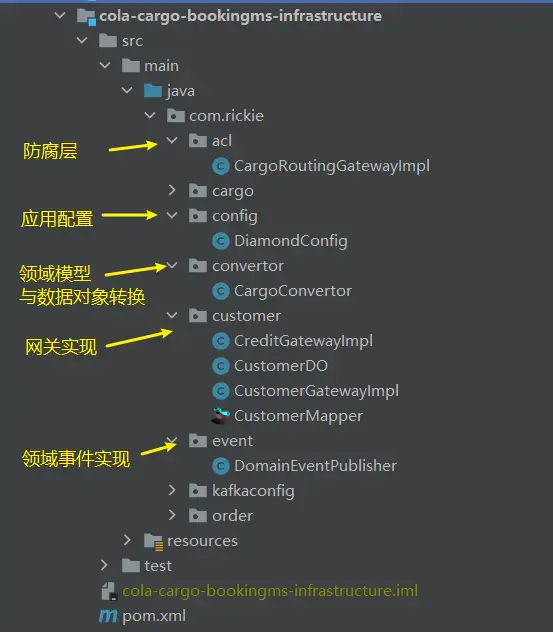 cola-cargo-bookingms-infrastructure
src
main
java
com.rickie
防腐层
acl
CargoRoutingGatewayImpl
cargo
应用配置
config
DiamondConfig
领域模型
与数据对象转换
convertor
CargoConvertor
customer
网关实现
CreditGatewayImpl
CustomerDO
CustomerGatewayImpl
CustomerMapper
领域事件实现
event
DomainEventPublisher
kafkaconfig
order
resources
test
cola-cargo-bookingms-infrastructure.iml
m pom.xml